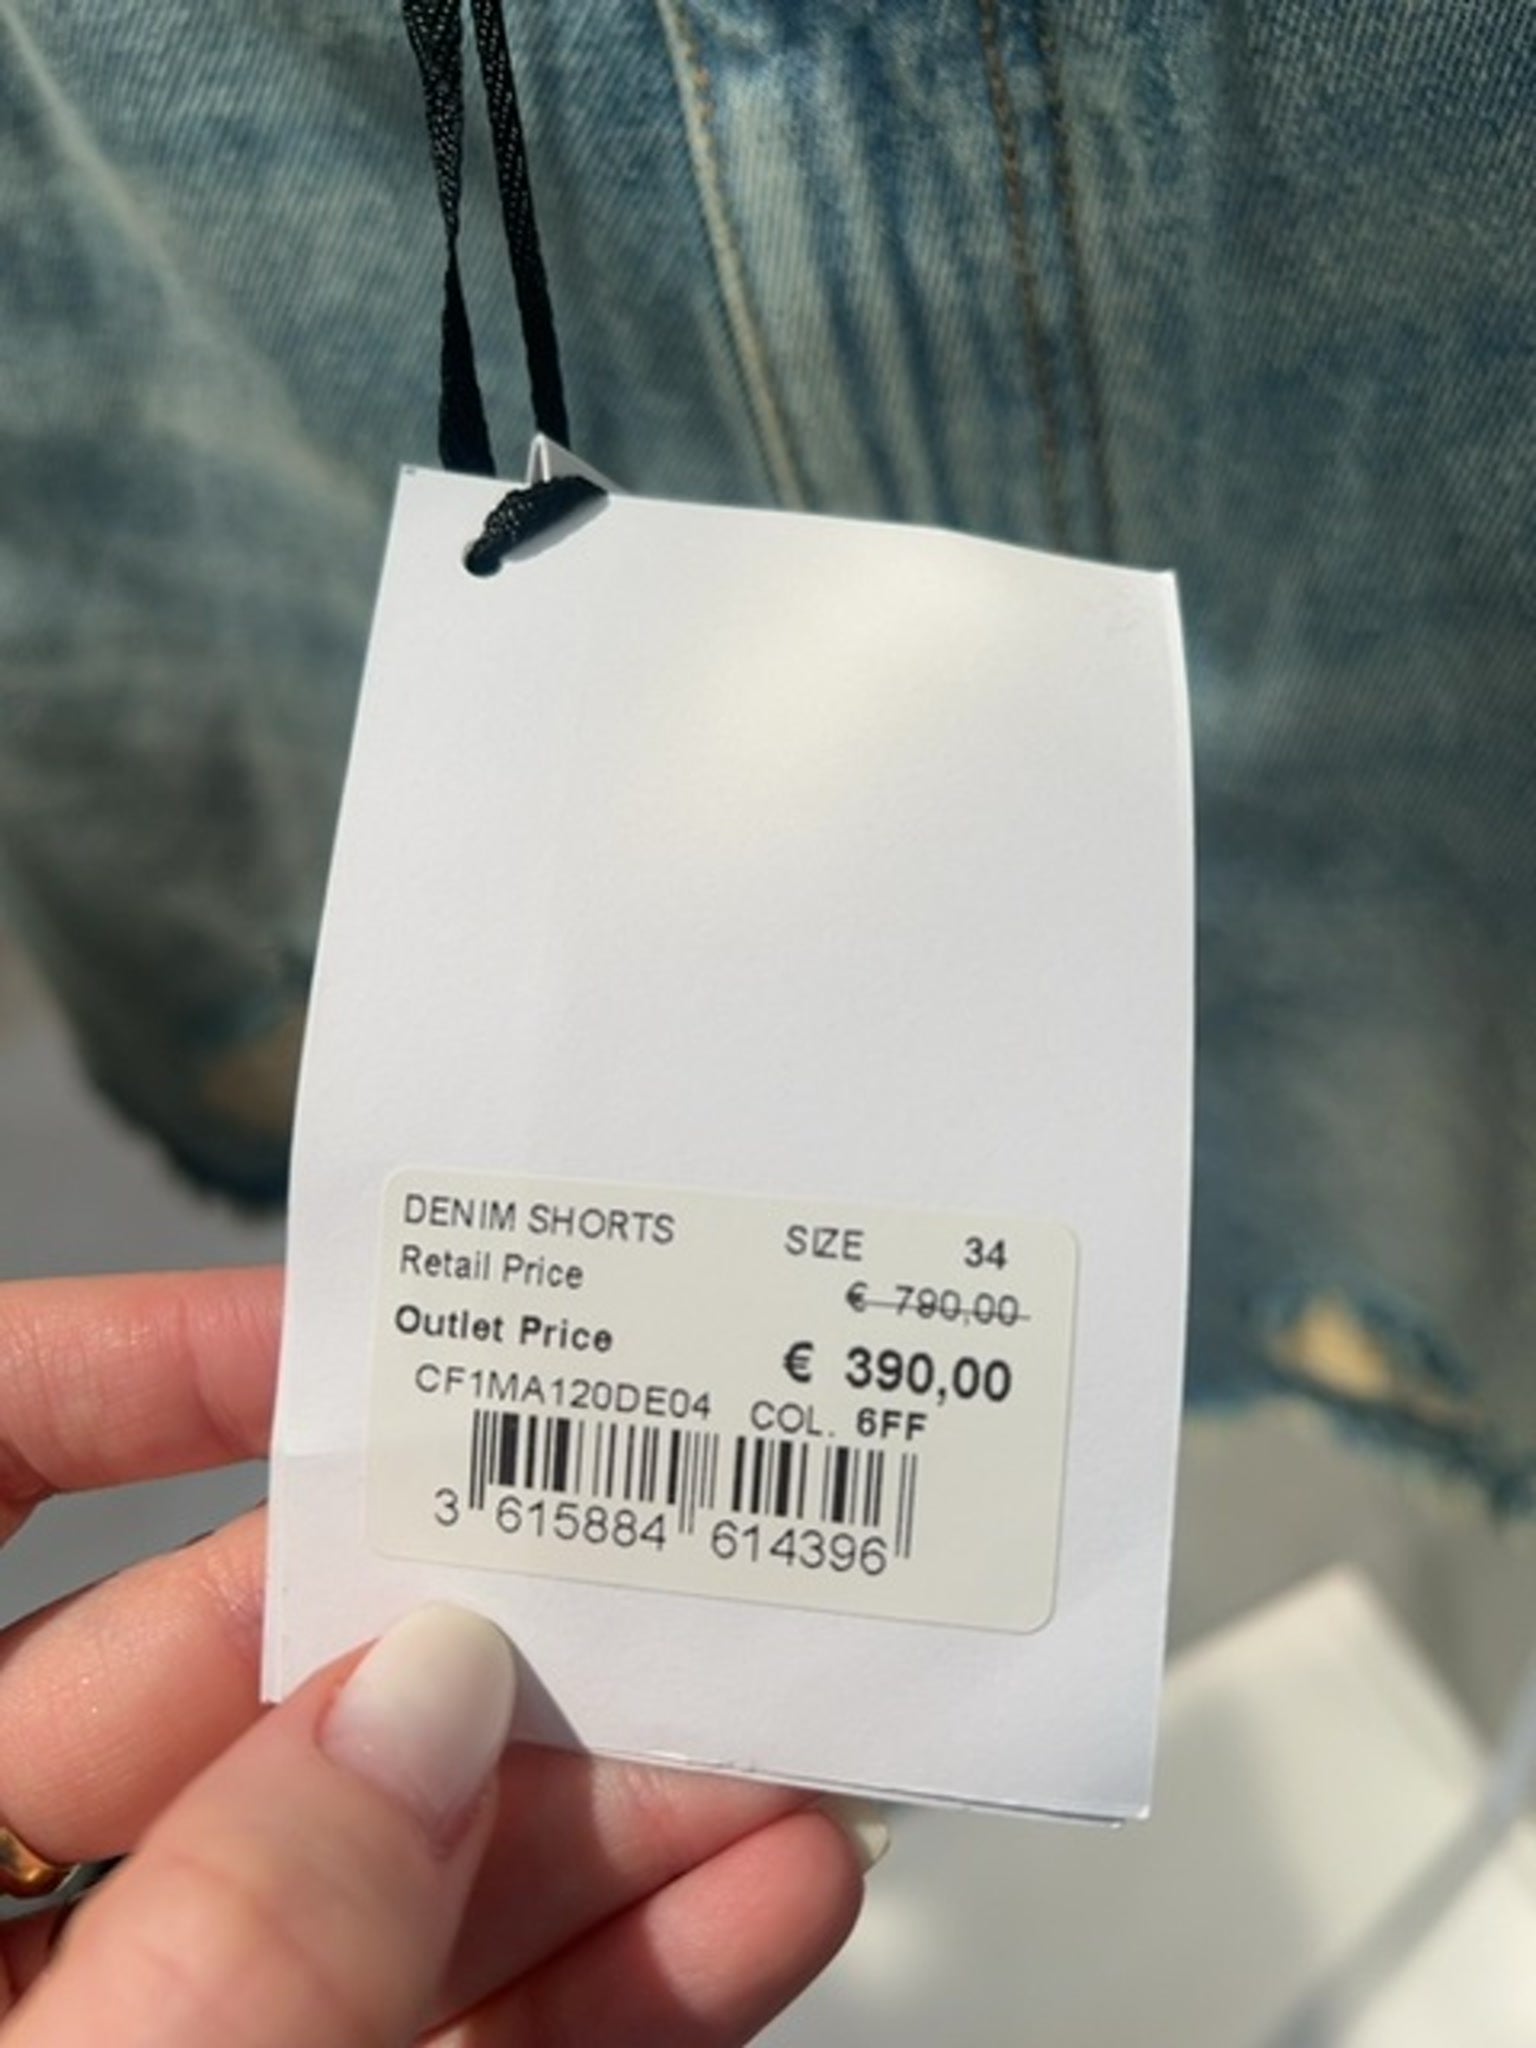 DENIM SHORTS SIZE 34
Retail Price € 790,00
Outlet Price € 390,00
CF1MA120DE04 COL. 6FF
3 615884 614396